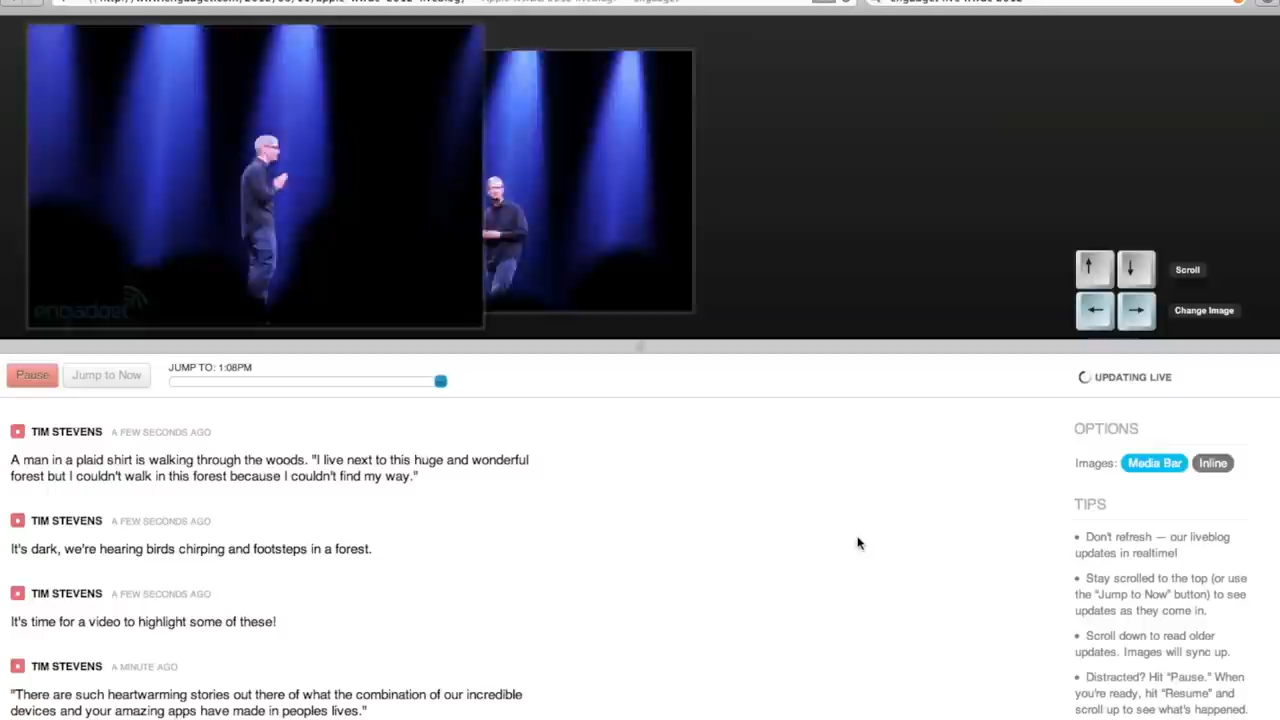 engadget
↑ ↓ Scroll
← → Change Image
Pause Jump to Now JUMP TO: 1:08PM UPDATING LIVE
TIM STEVENS A FEW SECONDS AGO
A man in a plaid shirt is walking through the woods. "I live next to this huge and wonderful
forest but I couldn't walk in this forest because I couldn't find my way."
TIM STEVENS A FEW SECONDS AGO
It's dark, we're hearing birds chirping and footsteps in a forest.
TIM STEVENS A FEW SECONDS AGO
It's time for a video to highlight some of these!
TIM STEVENS A MINUTE AGO
"There are such heartwarming stories out there of what the combination of our incredible
devices and your amazing apps have made in peoples lives."
OPTIONS
Images: Media Bar Inline
TIPS
• Don't refresh — our liveblog
updates in realtime!
• Stay scrolled to the top (or use
the "Jump to Now" button) to see
updates as they come in.
• Scroll down to read older
updates. Images will sync up.
• Distracted? Hit "Pause." When
you're ready, hit "Resume" and
scroll up to see what's happened.